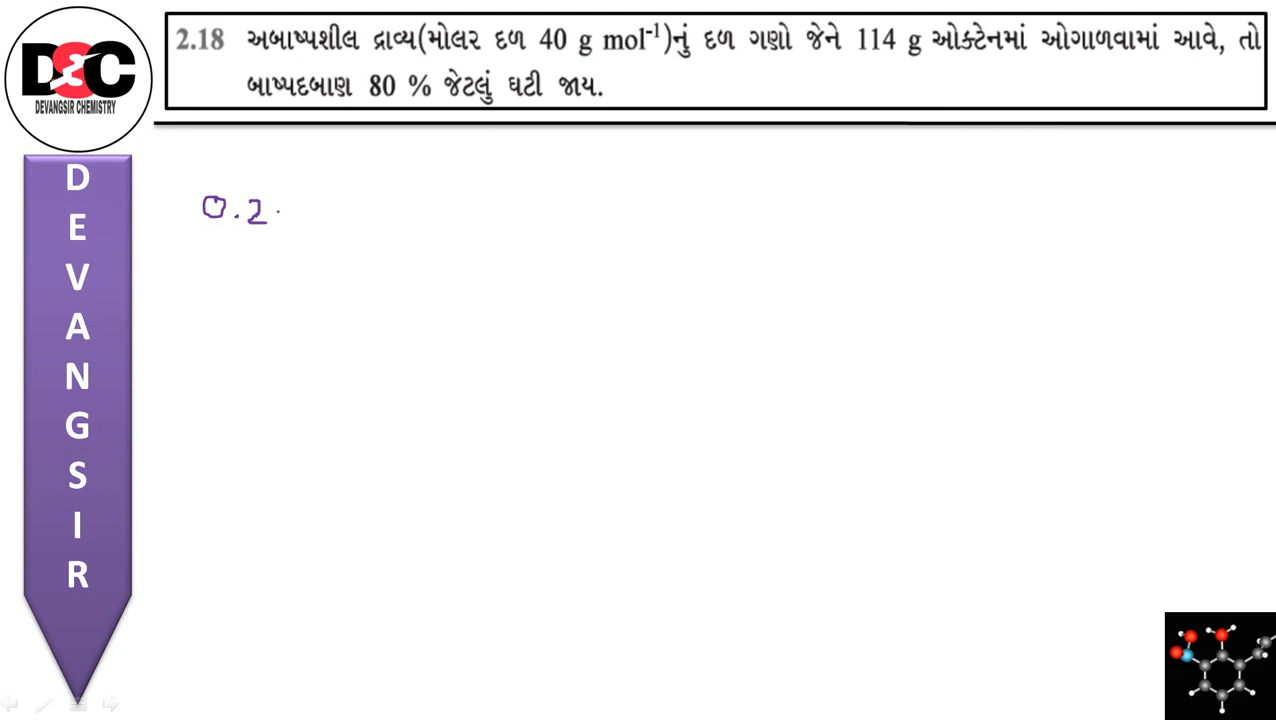 DEC
DEVANGSIR CHEMISTRY
2.18 અબાષ્પશીલ દ્રાવ્ય(મોલર દળ 40 g mol⁻¹)નું દળ ગણો જેને 114 g ઓક્ટેનમાં ઓગાળવામાં આવે, તો
બાષ્પદબાણ 80 % જેટલું ઘટી જાય.
D
E
V
A
N
G
S
I
R
0.2